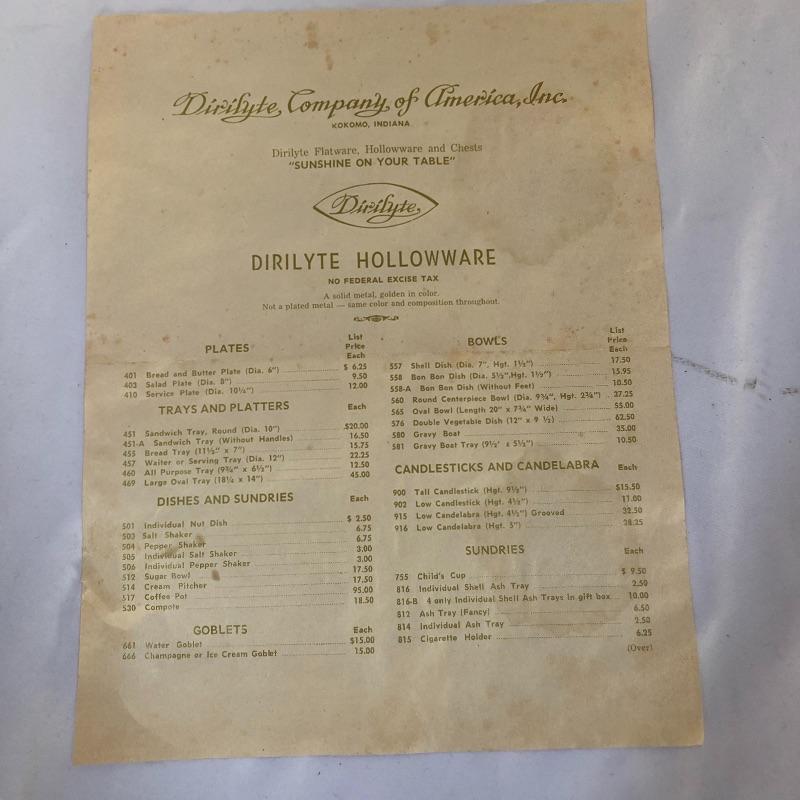 Dirilyte Company of America, Inc.
KOKOMO, INDIANA
Dirilyte Flatware, Hollowware and Chests
"SUNSHINE ON YOUR TABLE"
Dirilyte
DIRILYTE HOLLOWWARE
NO FEDERAL EXCISE TAX
A solid metal, golden in color.
Not a plated metal — same color and composition throughout.
PLATES List Price Each
401 Bread and Butter Plate (Dia. 6") $ 6.25
403 Salad Plate (Dia. 8") 9.50
410 Service Plate (Dia. 10¼") 12.00
TRAYS AND PLATTERS Each
451 Sandwich Tray, Round (Dia. 10") $20.00
451-A Sandwich Tray (Without Handles) 16.50
455 Bread Tray (11½" x 7") 15.75
457 Waiter or Serving Tray (Dia. 12") 22.25
460 All Purpose Tray (9¾" x 6½") 12.50
469 Large Oval Tray (18¼ x 14") 45.00
DISHES AND SUNDRIES Each
501 Individual Nut Dish $ 2.50
503 Salt Shaker 6.75
504 Pepper Shaker 6.75
505 Individual Salt Shaker 3.00
506 Individual Pepper Shaker 3.00
512 Sugar Bowl 17.50
514 Cream Pitcher 17.50
517 Coffee Pot 95.00
530 Compote 18.50
GOBLETS Each
661 Water Goblet $15.00
666 Champagne or Ice Cream Goblet 15.00
BOWLS List Price Each
557 Shell Dish (Dia. 7", Hgt. 1½") 17.50
558 Bon Bon Dish (Dia. 5½", Hgt. 1½") 15.95
558-A Bon Bon Dish (Without Feet) 10.50
560 Round Centerpiece Bowl (Dia. 9¾", Hgt. 2¾") 27.25
565 Oval Bowl (Length 20" x 7¾" Wide) 55.00
576 Double Vegetable Dish (12" x 9 ½) 62.50
580 Gravy Boat 35.00
581 Gravy Boat Tray (9½' x 5½") 10.50
CANDLESTICKS AND CANDELABRA Each
900 Tall Candlestick (Hgt. 9½") $15.50
902 Low Candlestick (Hgt. 4½") 11.00
915 Low Candelabra (Hgt. 4½") Grooved 32.50
916 Low Candelabra (Hgt. 5") 28.25
SUNDRIES Each
755 Child's Cup $ 9.50
816 Individual Shell Ash Tray 2.50
816-B 4 only Individual Shell Ash Trays in gift box 10.00
812 Ash Tray (Fancy) 6.50
814 Individual Ash Tray 2.50
815 Cigarette Holder 6.25
(Over)